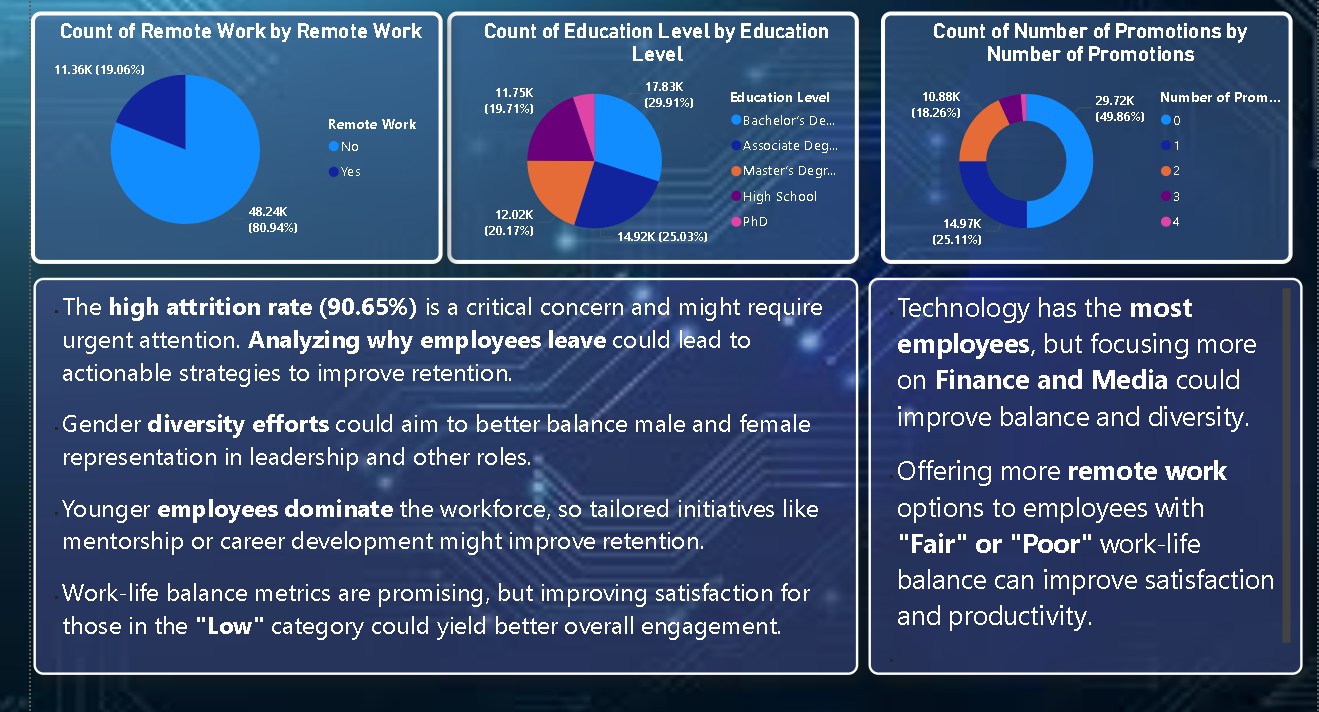 Count of Remote Work by Remote Work
11.36K (19.06%)
48.24K
(80.94%)
Remote Work
No
Yes
Count of Education Level by Education
Level
11.75K
(19.71%)
17.83K
(29.91%)
12.02K
(20.17%)
14.92K (25.03%)
Education Level
Bachelor's De...
Associate Deg...
Master's Degr...
High School
PhD
Count of Number of Promotions by
Number of Promotions
10.88K
(18.26%)
29.72K
(49.86%)
14.97K
(25.11%)
Number of Prom...
0
1
2
3
4
The high attrition rate (90.65%) is a critical concern and might require
urgent attention. Analyzing why employees leave could lead to
actionable strategies to improve retention.
Gender diversity efforts could aim to better balance male and female
representation in leadership and other roles.
Younger employees dominate the workforce, so tailored initiatives like
mentorship or career development might improve retention.
Work-life balance metrics are promising, but improving satisfaction for
those in the "Low" category could yield better overall engagement.
Technology has the most
employees, but focusing more
on Finance and Media could
improve balance and diversity.
Offering more remote work
options to employees with
"Fair" or "Poor" work-life
balance can improve satisfaction
and productivity.